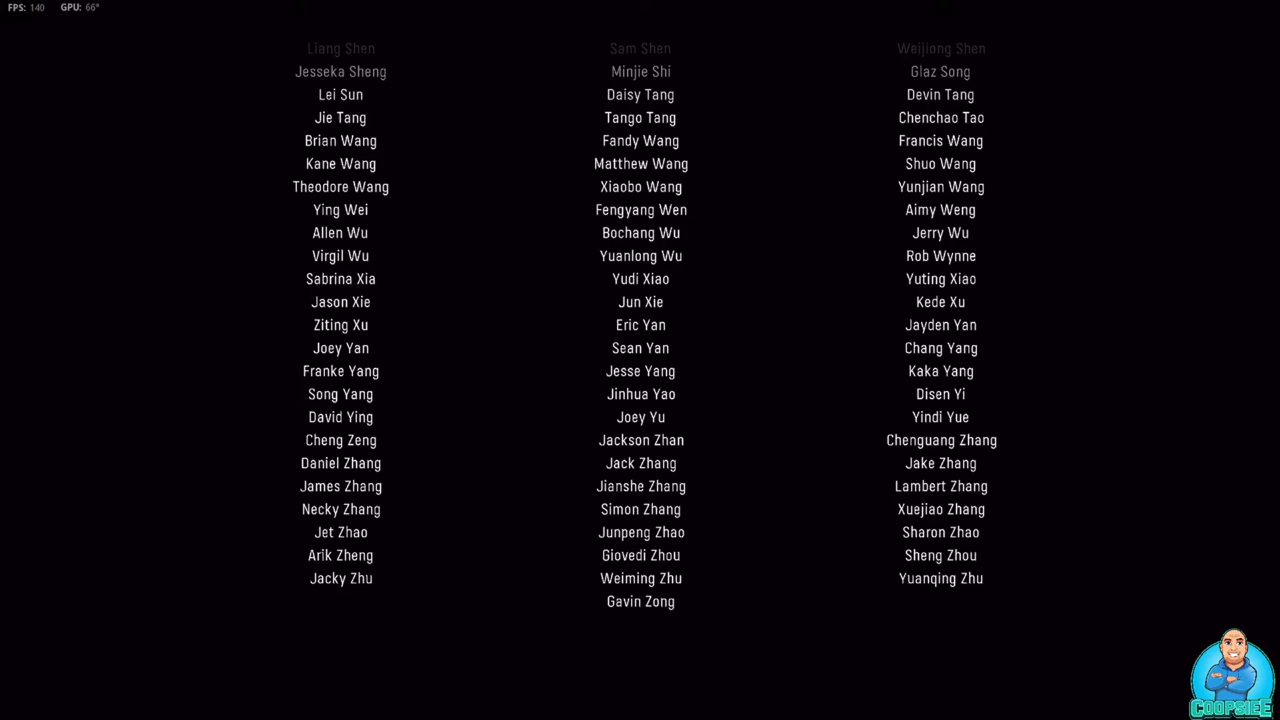 FPS: 140 GPU: 66°
Liang Shen Sam Shen Weijiong Shen
Jesseka Sheng Minjie Shi Glaz Song
Lei Sun Daisy Tang Devin Tang
Jie Tang Tango Tang Chenchao Tao
Brian Wang Fandy Wang Francis Wang
Kane Wang Matthew Wang Shuo Wang
Theodore Wang Xiaobo Wang Yunjian Wang
Ying Wei Fengyang Wen Aimy Weng
Allen Wu Bochang Wu Jerry Wu
Virgil Wu Yuanlong Wu Rob Wynne
Sabrina Xia Yudi Xiao Yuting Xiao
Jason Xie Jun Xie Kede Xu
Ziting Xu Eric Yan Jayden Yan
Joey Yan Sean Yan Chang Yang
Franke Yang Jesse Yang Kaka Yang
Song Yang Jinhua Yao Disen Yi
David Ying Joey Yu Yindi Yue
Cheng Zeng Jackson Zhan Chenguang Zhang
Daniel Zhang Jack Zhang Jake Zhang
James Zhang Jianshe Zhang Lambert Zhang
Necky Zhang Simon Zhang Xuejiao Zhang
Jet Zhao Junpeng Zhao Sharon Zhao
Arik Zheng Giovedi Zhou Sheng Zhou
Jacky Zhu Weiming Zhu Yuanqing Zhu
Gavin Zong
COOPSIEE